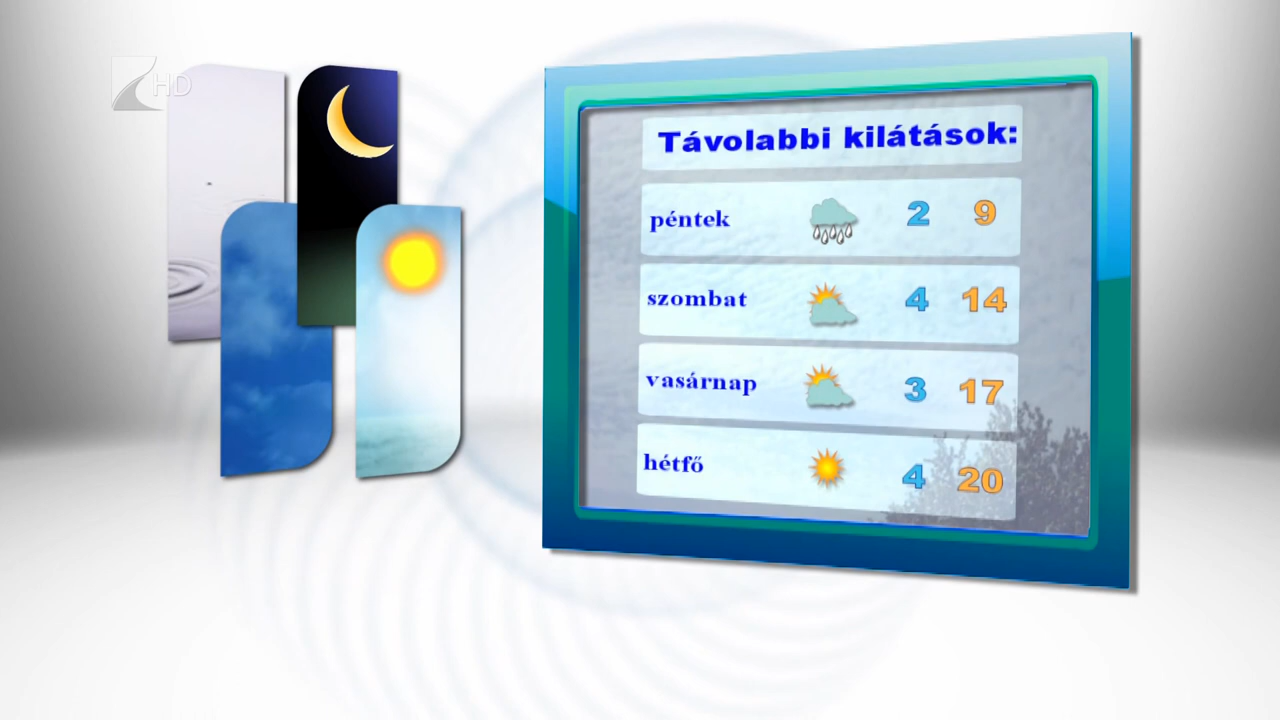 HD
Távolabbi kilátások:
péntek 2 9
szombat 4 14
vasárnap 3 17
hétfő 4 20